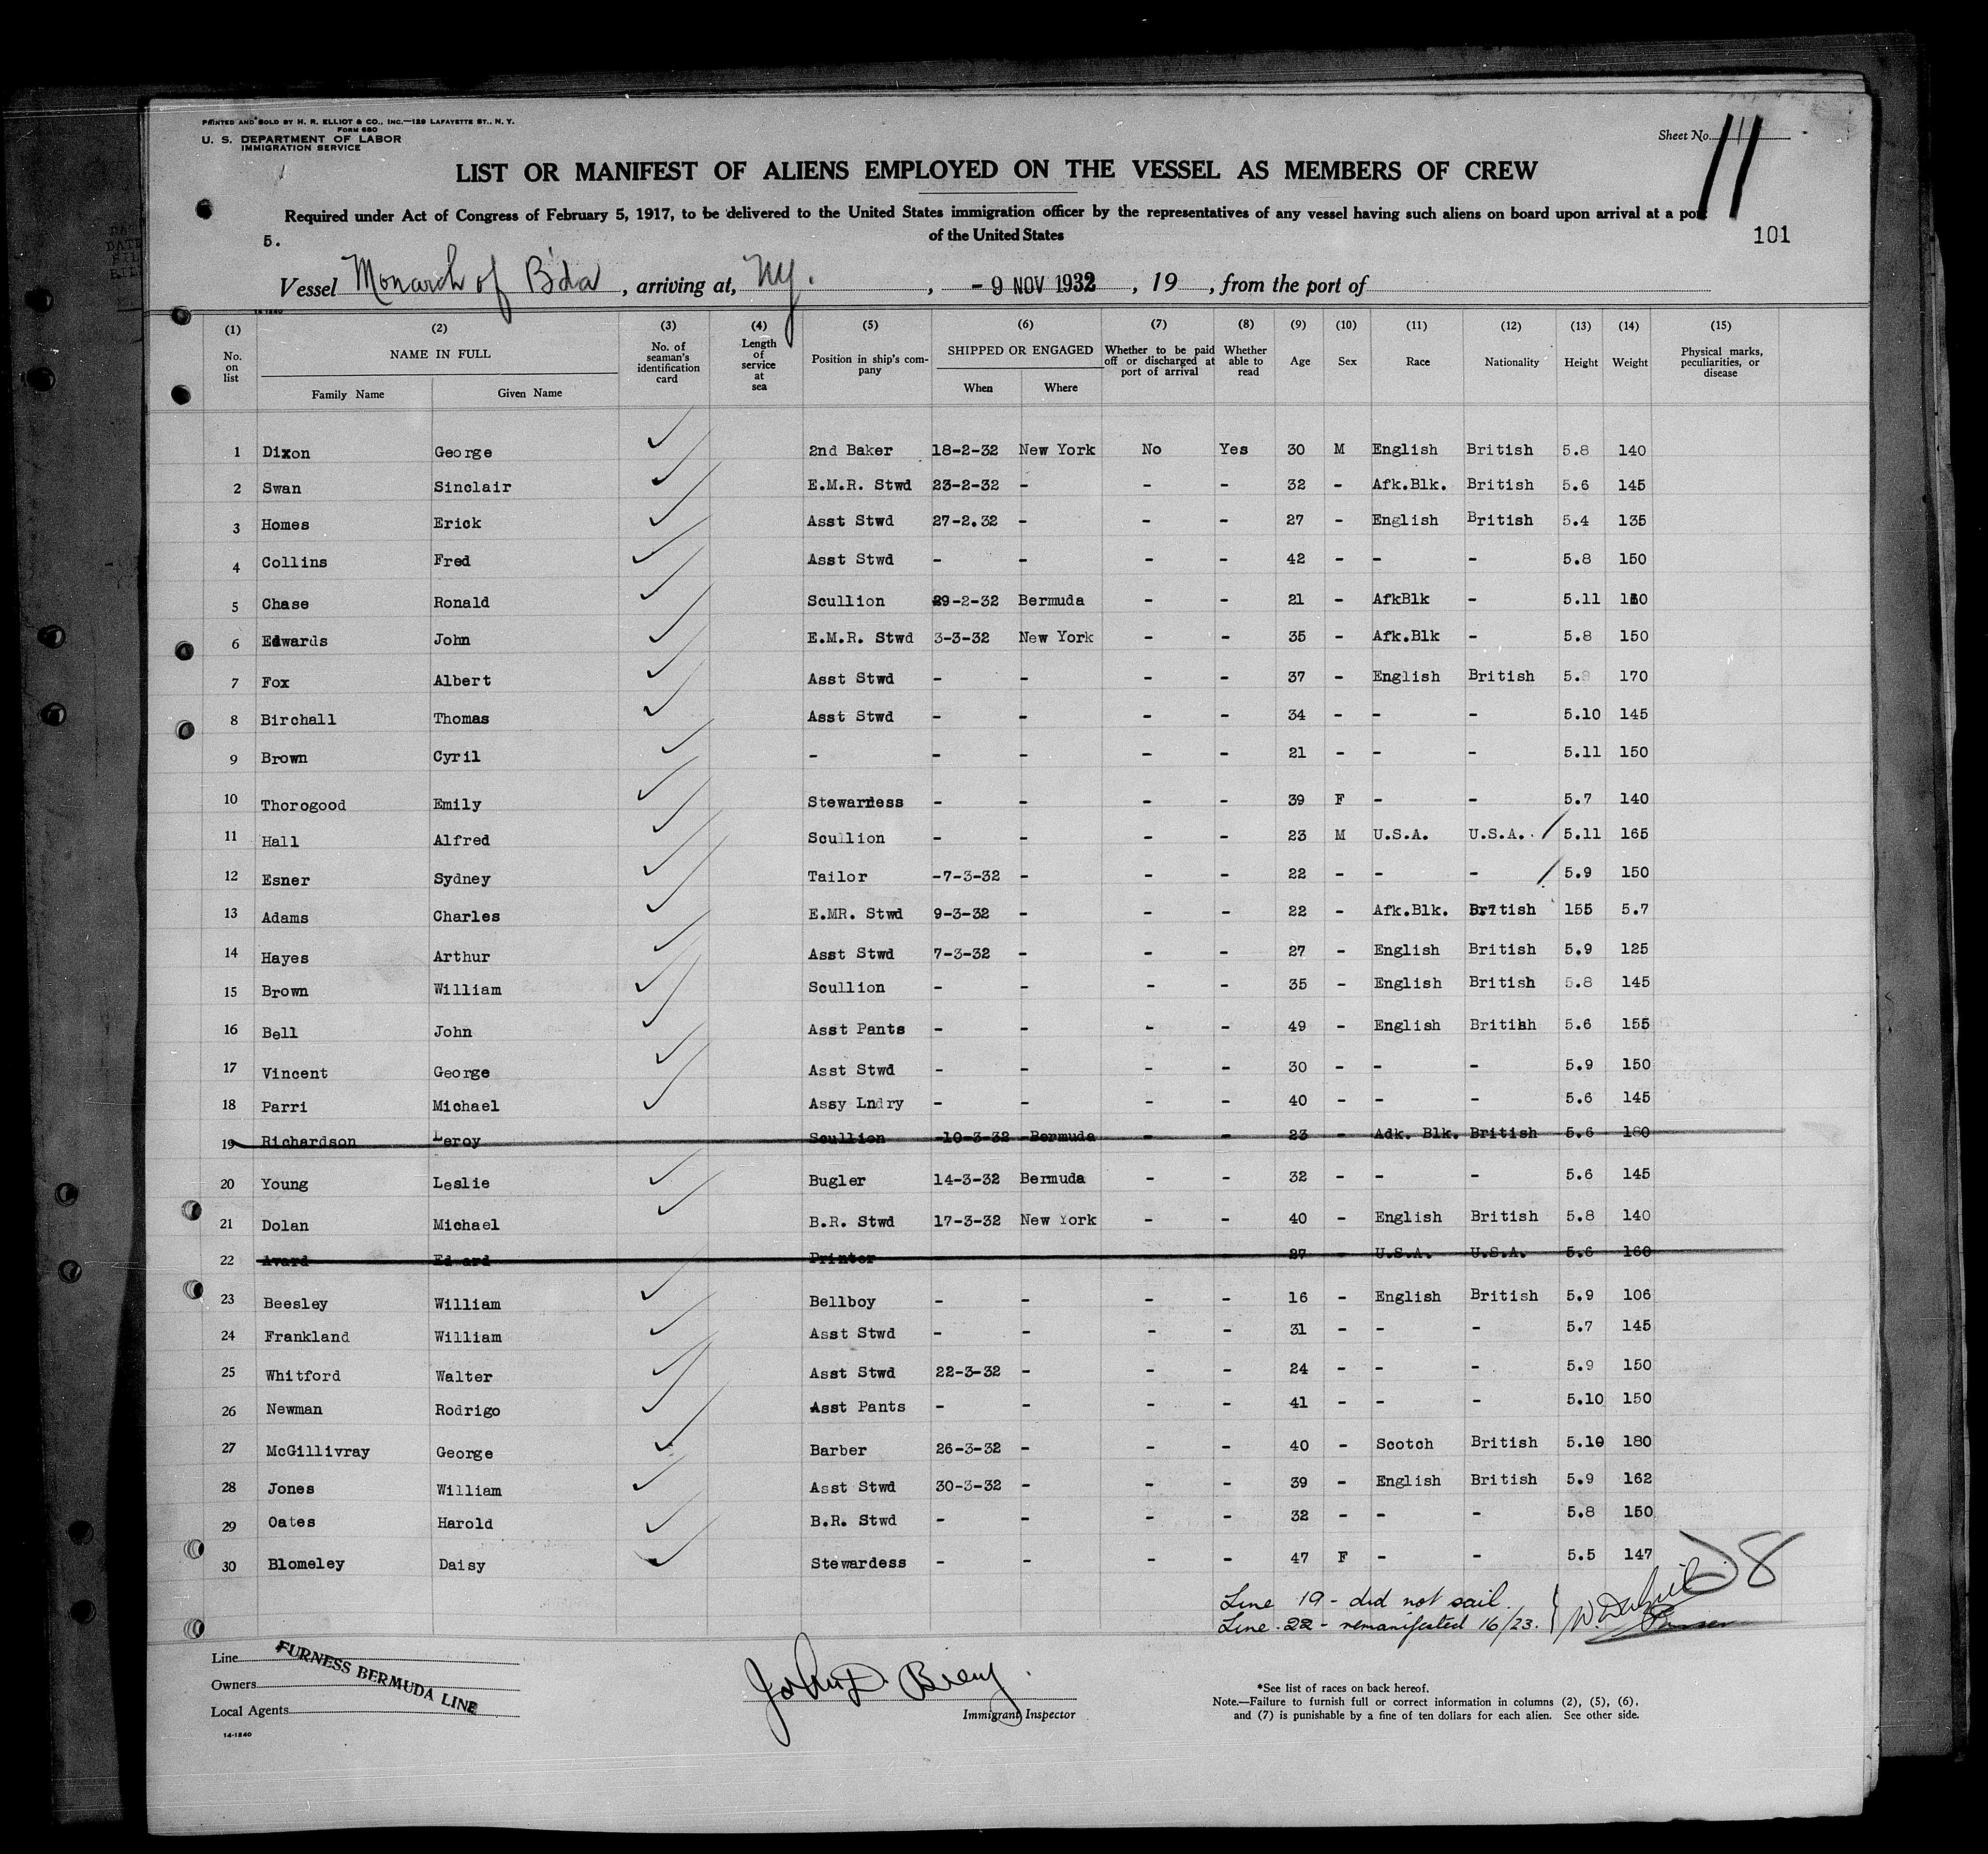 PRINTED AND SOLD BY H. R. ELLIOT & CO., INC.—129 LAFAYETTE ST., N. Y.
FORM 680
U. S. DEPARTMENT OF LABOR
IMMIGRATION SERVICE
Sheet No. 11
11
LIST OR MANIFEST OF ALIENS EMPLOYED ON THE VESSEL AS MEMBERS OF CREW
Required under Act of Congress of February 5, 1917, to be delivered to the United States immigration officer by the representatives of any vessel having such aliens on board upon arrival at a port
of the United States
5.
101
Vessel Monarch of B'da, arriving at, NY., - 9 NOV 1932, 19 , from the port of
14-1240
(1) (2) (3) (4) (5) (6) (7) (8) (9) (10) (11) (12) (13) (14) (15)
No. on list NAME IN FULL Family Name Given Name No. of seaman's identification card Length of service at sea Position in ship's company SHIPPED OR ENGAGED When Where Whether to be paid off or discharged at port of arrival Whether able to read Age Sex Race Nationality Height Weight Physical marks, peculiarities, or disease
1 Dixon George 2nd Baker 18-2-32 New York No Yes 30 M English British 5.8 140
2 Swan Sinclair E.M.R. Stwd 23-2-32 - - - 32 - Afk.Blk. British 5.6 145
3 Homes Erick Asst Stwd 27-2.32 - - - 27 - English British 5.4 135
4 Collins Fred Asst Stwd - - - - 42 - - - 5.8 150
5 Chase Ronald Scullion 29-2-32 Bermuda - - 21 - AfkBlk - 5.11
6 Edwards John E.M.R. Stwd 3-3-32 New York - - 35 - Afk.Blk - 5.8 150
7 Fox Albert Asst Stwd - - - - 37 - English British 5.8 170
8 Birchall Thomas Asst Stwd - - - - 34 - - - 5.10 145
9 Brown Cyril - - - - - 21 - - - 5.11 150
10 Thorogood Emily Stewardess - - - - 39 F - - 5.7 140
11 Hall Alfred Scullion - - - - 23 M U.S.A. U.S.A. 5.11 165
12 Esner Sydney Tailor -7-3-32 - - - 22 - - - 5.9 150
13 Adams Charles E.MR. Stwd 9-3-32 - - - 22 - Afk.Blk. British 155 5.7
14 Hayes Arthur Asst Stwd 7-3-32 - - - 27 - English British 5.9 125
15 Brown William Scullion - - - - 35 - English British 5.8 145
16 Bell John Asst Pants - - - - 49 - English Britihh 5.6 155
17 Vincent George Asst Stwd - - - - 30 - - - 5.9 150
18 Parri Michael Assy Lndry - - - - 40 - - - 5.6 145
19 Richardson Leroy Scullion -10-3-32 -Bermuda - - 23 - Adk. Blk. British 5.6 180
20 Young Leslie Bugler 14-3-32 Bermuda - - 32 - - - 5.6 145
21 Dolan Michael B.R. Stwd 17-3-32 New York - - 40 - English British 5.8 140
22 Avard Ed ard Printer 27 - U.S.A. U.S.A. 5.6 160
23 Beesley William Bellboy - - - - 16 - English British 5.9 106
24 Frankland William Asst Stwd - - - - 31 - - - 5.7 145
25 Whitford Walter Asst Stwd 22-3-32 - - - 24 - - - 5.9 150
26 Newman Rodrigo Asst Pants - - - - 41 - - - 5.10 150
27 McGillivray George Barber 26-3-32 - - - 40 - Scotch British 5.10 180
28 Jones William Asst Stwd 30-3-32 - - - 39 - English British 5.9 162
29 Oates Harold B.R. Stwd - - - - 32 - - - 5.8 150
30 Blomeley Daisy Stewardess - - - - 47 F - - 5.5 147
28
Line 19 - did not sail.
Line 22 - remanifested 16/23.
Purser
Line
Owners
Local Agents
FURNESS BERMUDA LINE
14-1240
John D.
Immigrant Inspector
*See list of races on back hereof.
Note.—Failure to furnish full or correct information in columns (2), (5), (6),
and (7) is punishable by a fine of ten dollars for each alien. See other side.